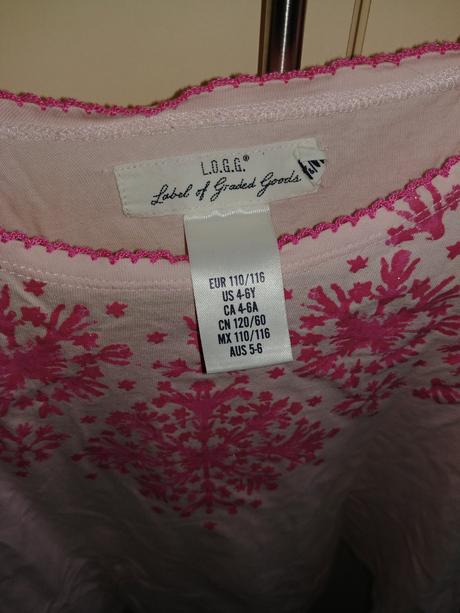 L.O.G.G.®
Label of Graded Goods
EUR 110/116
US 4-6Y
CA 4-6A
CN 120/60
MX 110/116
AUS 5-6